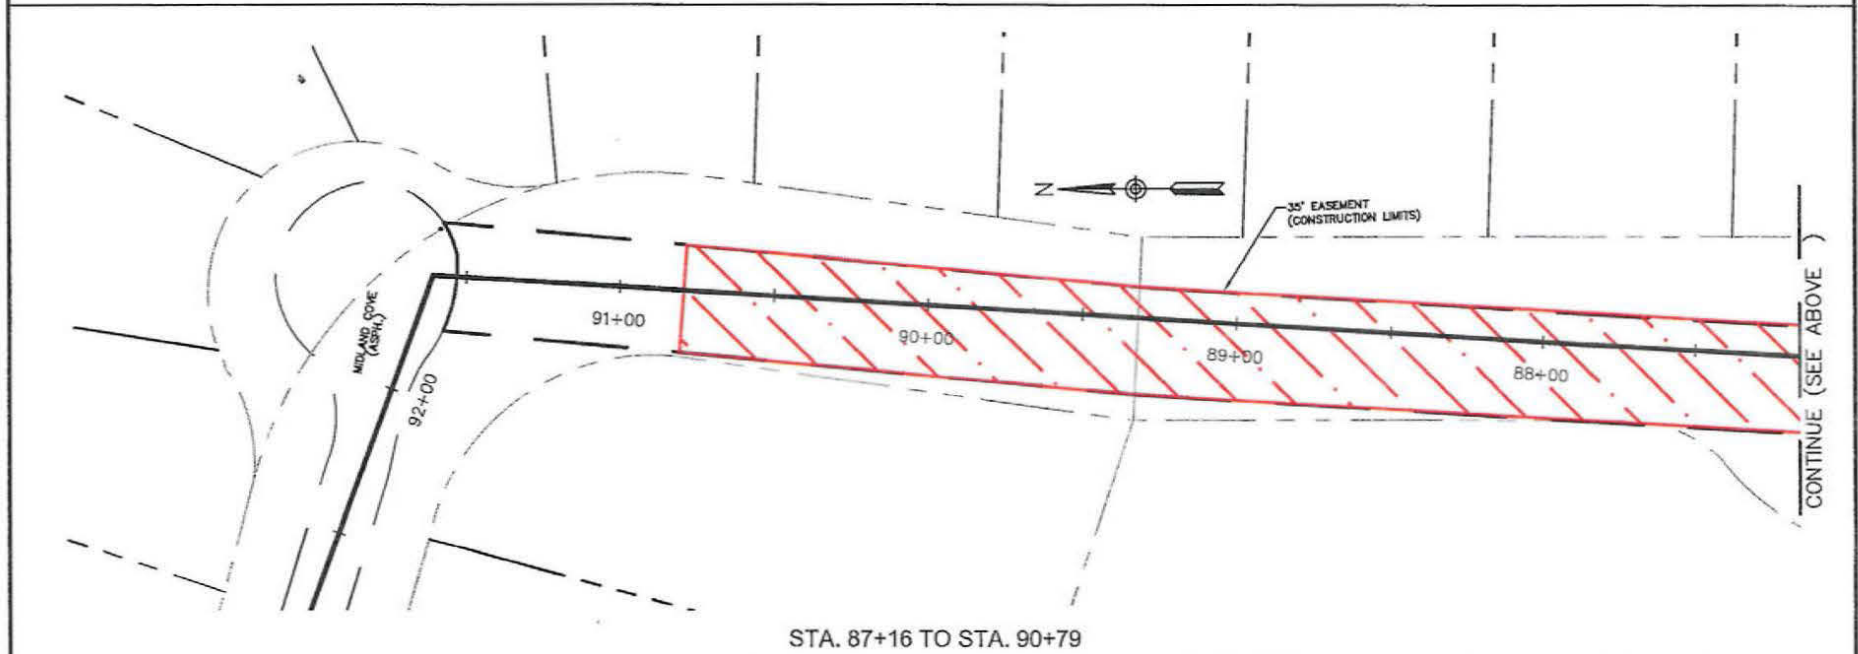 N
35' EASEMENT
(CONSTRUCTION LIMITS)
MIDLAND COVE
(ASPH.)
92+00
91+00
90+00
89+00
88+00
CONTINUE (SEE ABOVE)
STA. 87+16 TO STA. 90+79